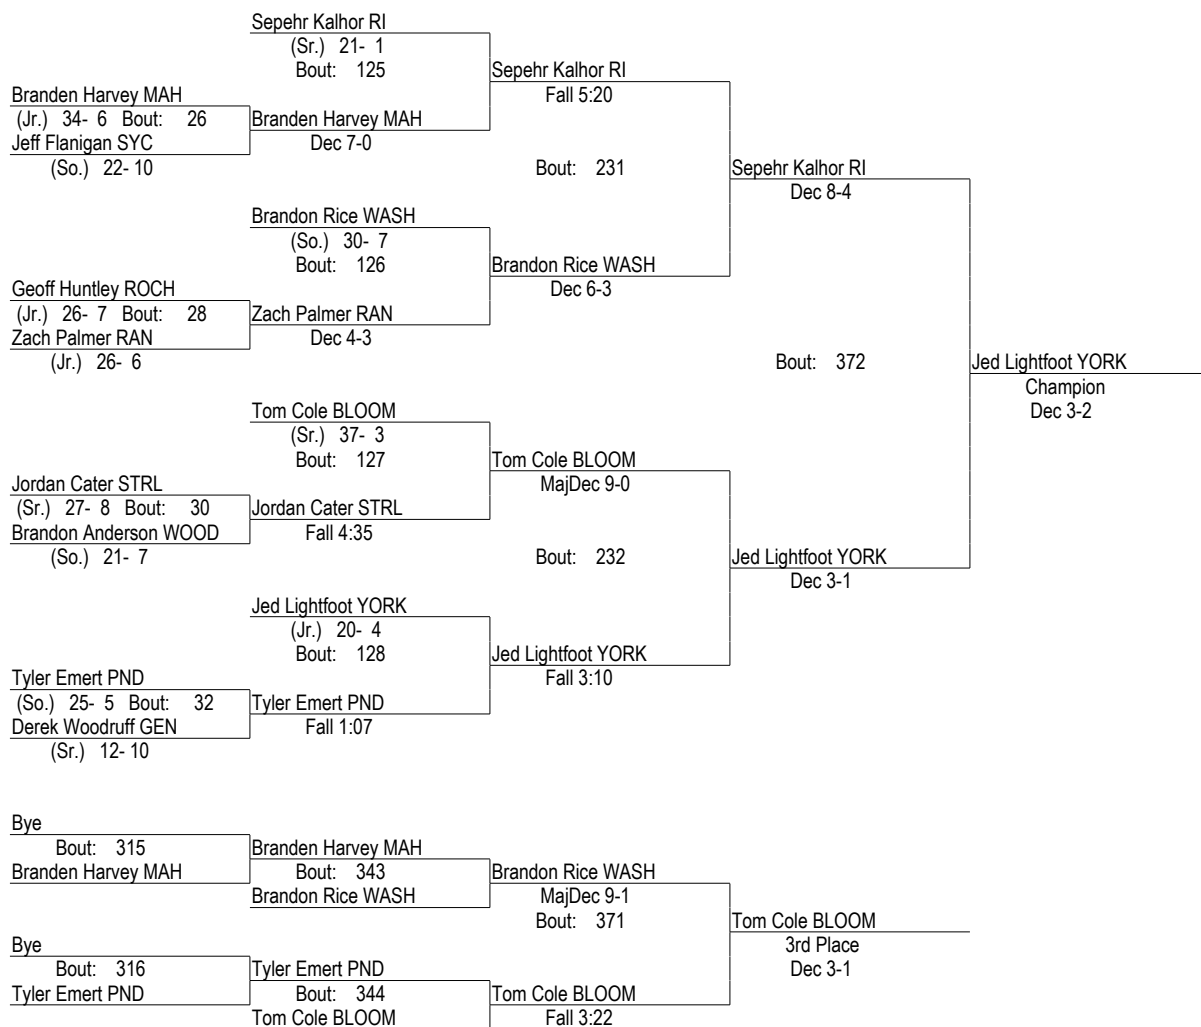 Sepehr Kalhor RI
(Sr.) 21- 1
Bout: 125
Sepehr Kalhor RI
Fall 5:20
Branden Harvey MAH
(Jr.) 34- 6 Bout: 26
Branden Harvey MAH
Dec 7-0
Jeff Flanigan SYC
(So.) 22- 10
Bout: 231
Sepehr Kalhor RI
Dec 8-4
Brandon Rice WASH
(So.) 30- 7
Bout: 126
Brandon Rice WASH
Dec 6-3
Geoff Huntley ROCH
(Jr.) 26- 7 Bout: 28
Zach Palmer RAN
Dec 4-3
Zach Palmer RAN
(Jr.) 26- 6
Bout: 372
Jed Lightfoot YORK
Champion
Dec 3-2
Tom Cole BLOOM
(Sr.) 37- 3
Bout: 127
Tom Cole BLOOM
MajDec 9-0
Jordan Cater STRL
(Sr.) 27- 8 Bout: 30
Jordan Cater STRL
Fall 4:35
Brandon Anderson WOOD
(So.) 21- 7
Bout: 232
Jed Lightfoot YORK
Dec 3-1
Jed Lightfoot YORK
(Jr.) 20- 4
Bout: 128
Jed Lightfoot YORK
Fall 3:10
Tyler Emert PND
(So.) 25- 5 Bout: 32
Tyler Emert PND
Fall 1:07
Derek Woodruff GEN
(Sr.) 12- 10
Bye
Bout: 315
Branden Harvey MAH
Branden Harvey MAH
Bout: 343
Brandon Rice WASH
Brandon Rice WASH
MajDec 9-1
Bout: 371
Tom Cole BLOOM
3rd Place
Dec 3-1
Bye
Bout: 316
Tyler Emert PND
Tyler Emert PND
Bout: 344
Tom Cole BLOOM
Tom Cole BLOOM
Fall 3:22